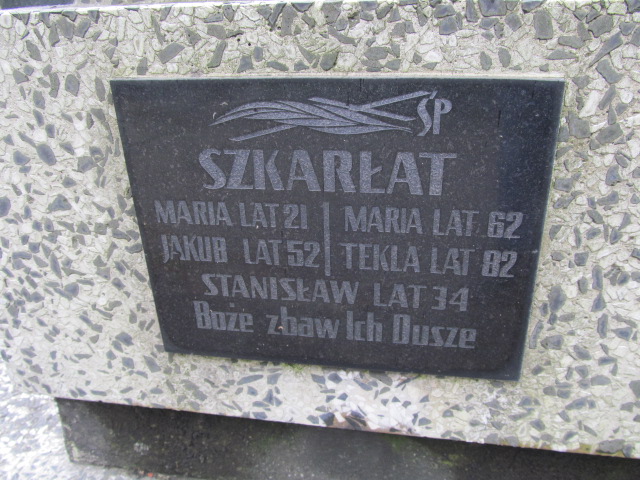 ŚP
SZKARŁAT
MARIA LAT 21 MARIA LAT 62
JAKUB LAT 52 TEKLA LAT 82
STANISŁAW LAT 34
Boże zbaw Ich Dusze